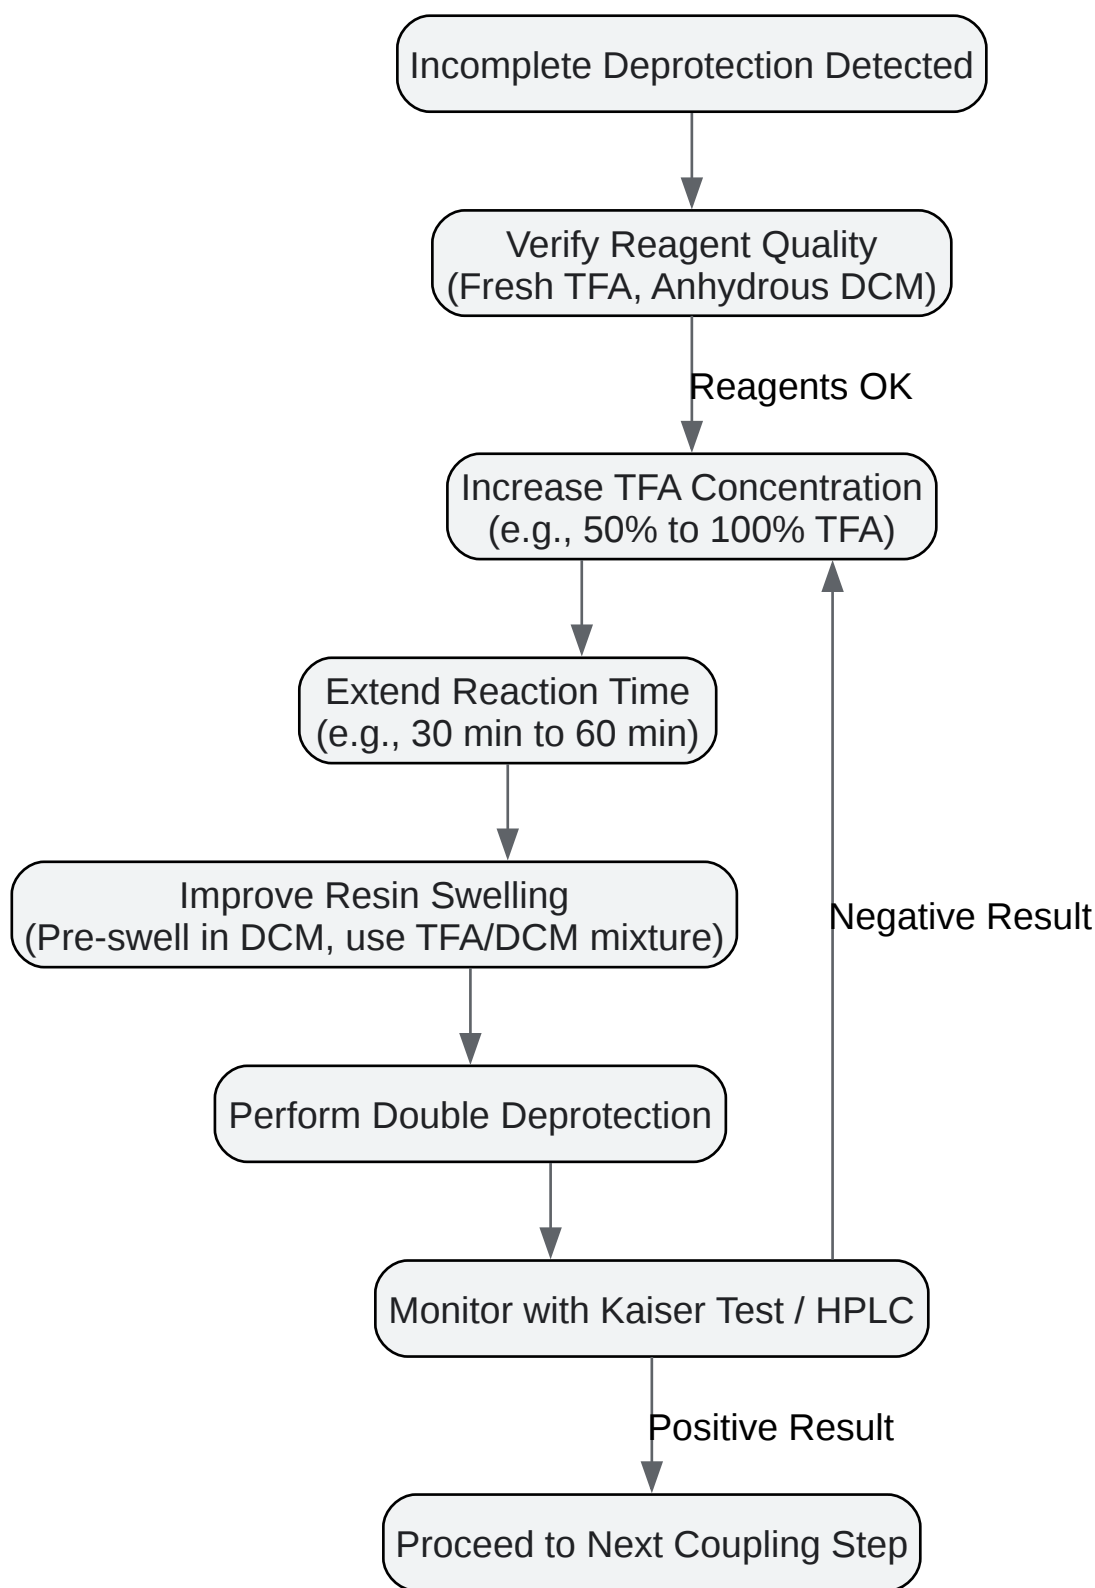 Incomplete Deprotection Detected
Verify Reagent Quality
(Fresh TFA, Anhydrous DCM)
Reagents OK
Increase TFA Concentration
(e.g., 50% to 100% TFA)
Extend Reaction Time
(e.g., 30 min to 60 min)
Improve Resin Swelling
(Pre-swell in DCM, use TFA/DCM mixture)
Negative Result
Perform Double Deprotection
Monitor with Kaiser Test / HPLC
Positive Result
Proceed to Next Coupling Step